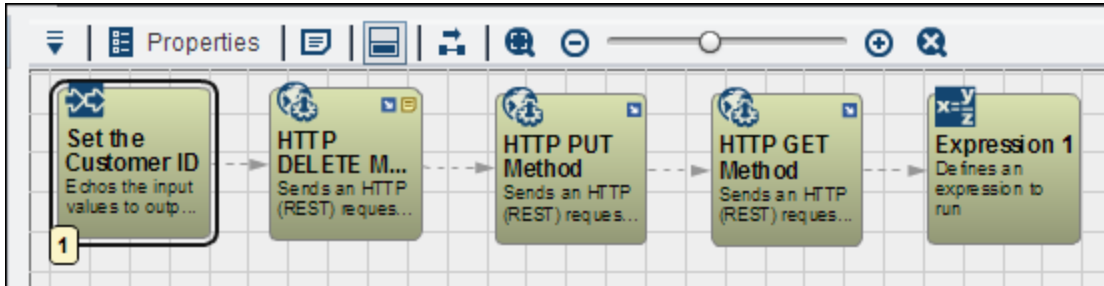 Properties
Set the
Customer ID
Echos the input
values to outp...
1
HTTP
DELETE M...
Sends an HTTP
(REST) reques...
HTTP PUT
Method
Sends an HTTP
(REST) reques...
HTTP GET
Method
Sends an HTTP
(REST) reques...
x=y/z
Expression 1
Defines an
expression to
run